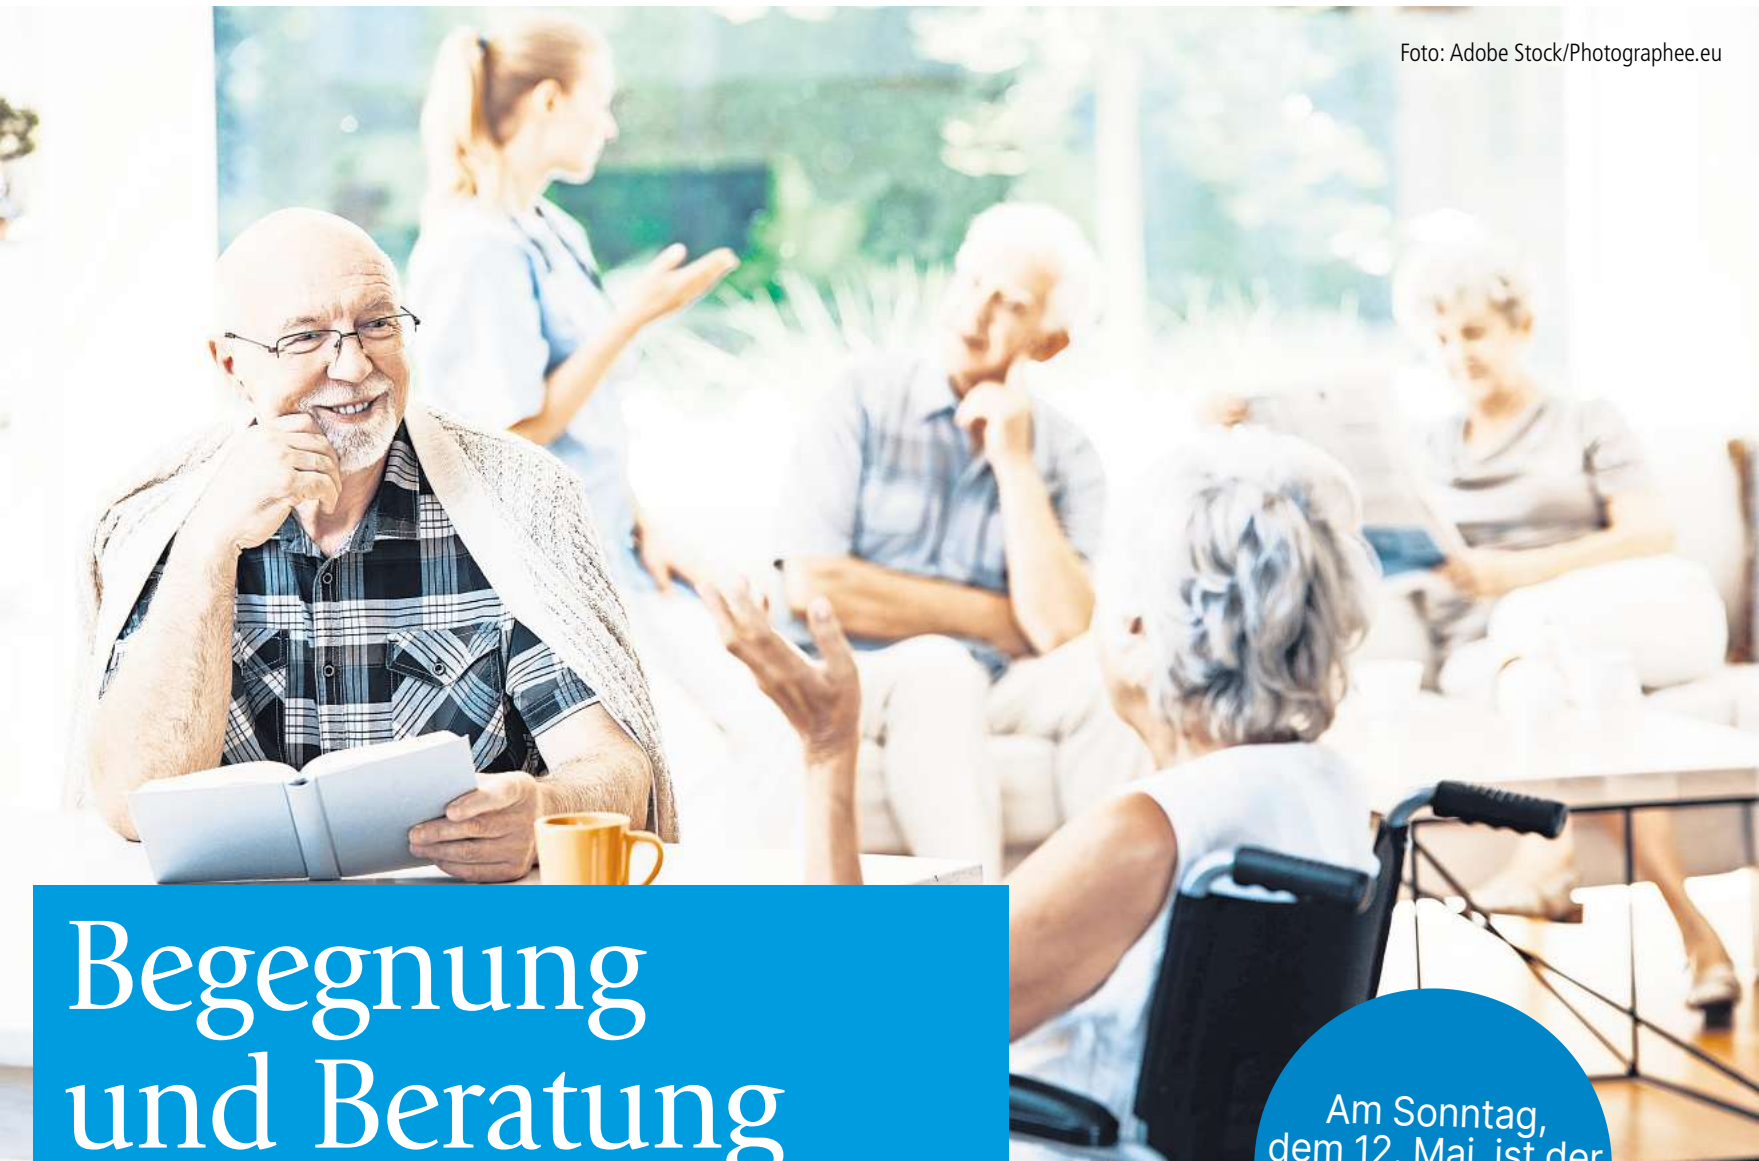 Foto: Adobe Stock/Photographee.eu
Begegnung
und Beratung
Am Sonntag,
dem 12. Mai, ist der